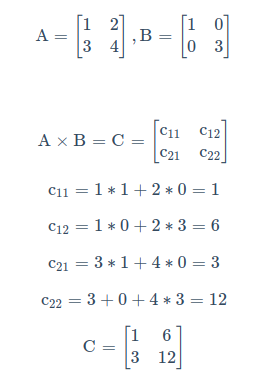 A = [1 2; 3 4], B = [1 0; 0 3]
A × B = C = [c₁₁ c₁₂; c₂₁ c₂₂]
c₁₁ = 1 * 1 + 2 * 0 = 1
c₁₂ = 1 * 0 + 2 * 3 = 6
c₂₁ = 3 * 1 + 4 * 0 = 3
c₂₂ = 3 + 0 + 4 * 3 = 12
C = [1 6; 3 12]